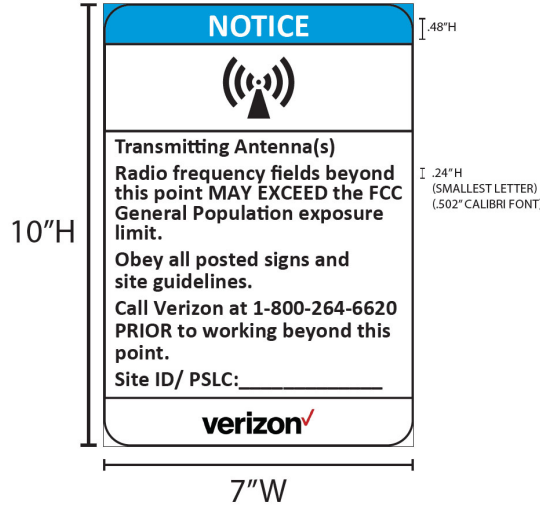 NOTICE
.48"H
Transmitting Antenna(s)
Radio frequency fields beyond
this point MAY EXCEED the FCC
General Population exposure
limit.
.24"H
(SMALLEST LETTER)
(.502" CALIBRI FONT)
10"H
Obey all posted signs and
site guidelines.
Call Verizon at 1-800-264-6620
PRIOR to working beyond this
point.
Site ID/ PSLC:_____________
verizon
7"W